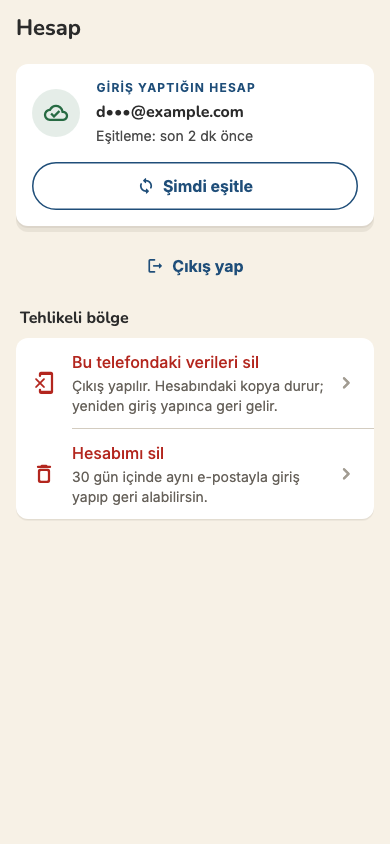 Hesap
GİRİŞ YAPTIĞIN HESAP
d•••@example.com
Eşitleme: son 2 dk önce
Şimdi eşitle
Çıkış yap
Tehlikeli bölge
Bu telefondaki verileri sil
Çıkış yapılır. Hesabındaki kopya durur;
yeniden giriş yapınca geri gelir.
Hesabımı sil
30 gün içinde aynı e-postayla giriş
yapıp geri alabilirsin.